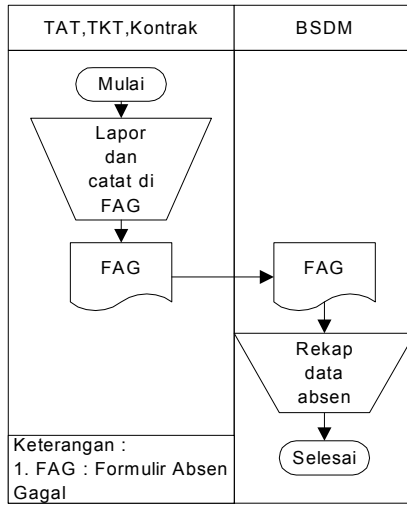 TAT,TKT,Kontrak
BSDM
Mulai
Lapor
dan
catat di
FAG
FAG
FAG
Rekap
data
absen
Selesai
Keterangan :
1. FAG : Formulir Absen
Gagal